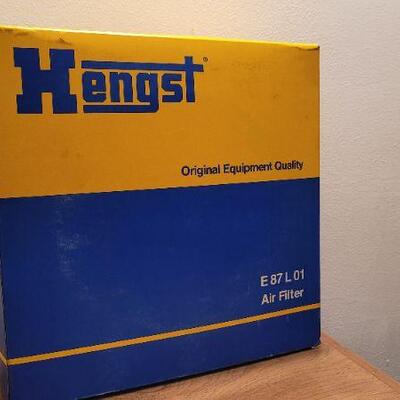 Hengst®
Original Equipment Quality
E 87 L 01
Air Filter